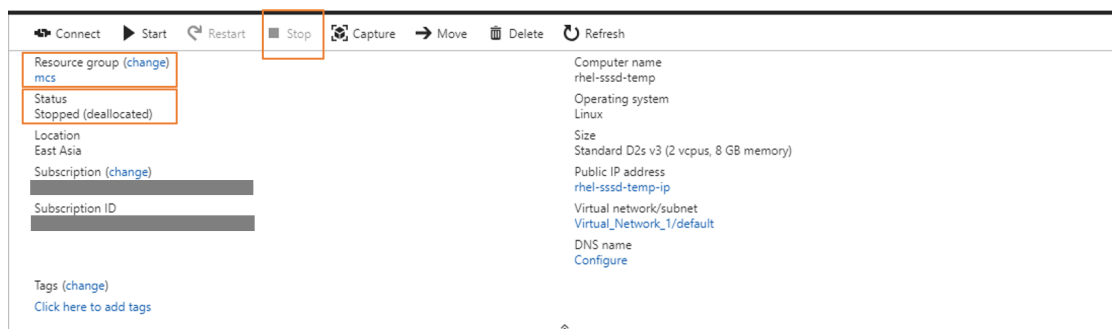 Connect Start Restart Stop Capture Move Delete Refresh
Resource group (change)
mcs
Status
Stopped (deallocated)
Location
East Asia
Subscription (change)
Subscription ID
Tags (change)
Click here to add tags
Computer name
rhel-sssd-temp
Operating system
Linux
Size
Standard D2s v3 (2 vcpus, 8 GB memory)
Public IP address
rhel-sssd-temp-ip
Virtual network/subnet
Virtual_Network_1/default
DNS name
Configure